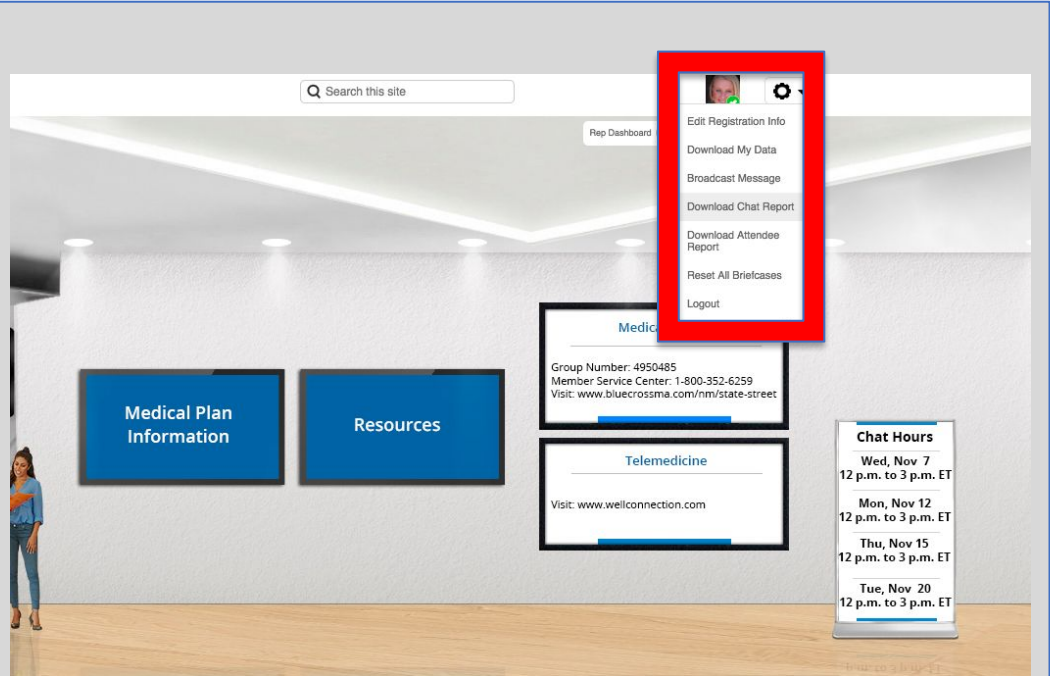 Search this site
Rep Dashboard
Edit Registration Info
Download My Data
Broadcast Message
Download Chat Report
Download Attendee
Report
Reset All Briefcases
Logout
Medical Plan
Information
Resources
Group Number: 4950485
Member Service Center: 1-800-352-6259
Visit: www.bluecrossma.com/nm/state-street
Telemedicine
Visit: www.wellconnection.com
Chat Hours
Wed, Nov 7
12 p.m. to 3 p.m. ET
Mon, Nov 12
12 p.m. to 3 p.m. ET
Thu, Nov 15
12 p.m. to 3 p.m. ET
Tue, Nov 20
12 p.m. to 3 p.m. ET